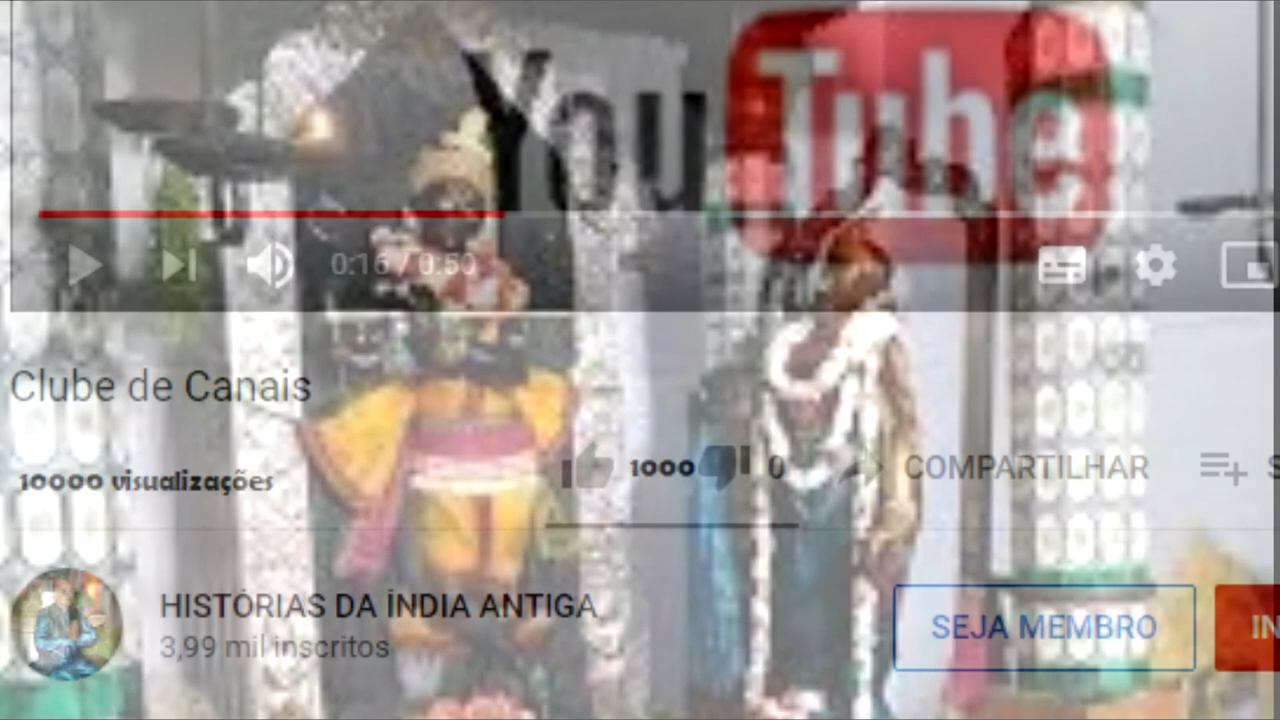 YouTube
0:16 / 0:50
Clube de Canais
10000 visualizações
1000
0
COMPARTILHAR
HISTÓRIAS DA ÍNDIA ANTIGA
3,99 mil inscritos
SEJA MEMBRO